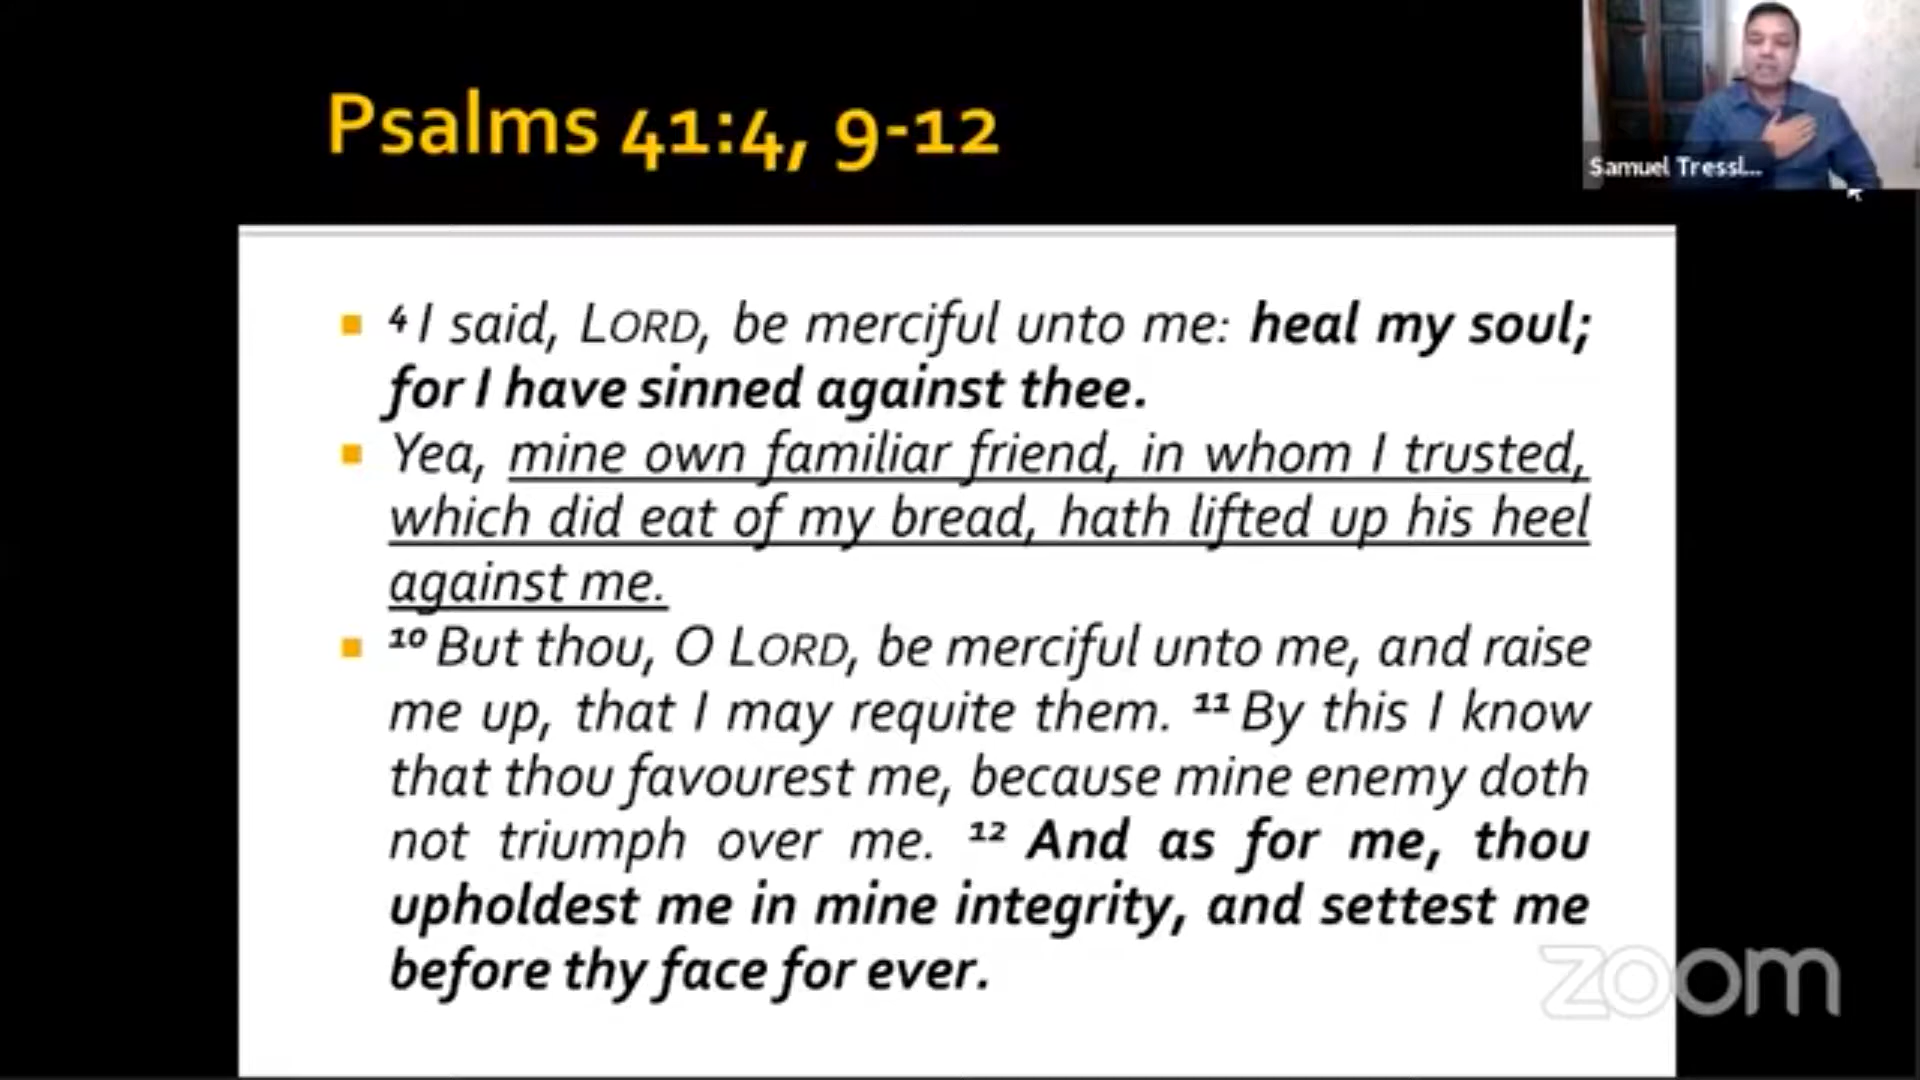 Psalms 41:4, 9-12
Samuel Tressl...
▪ 4 I said, LORD, be merciful unto me: heal my soul;
for I have sinned against thee.
▪ Yea, mine own familiar friend, in whom I trusted,
which did eat of my bread, hath lifted up his heel
against me.
▪ 10 But thou, O LORD, be merciful unto me, and raise
me up, that I may requite them. 11 By this I know
that thou favourest me, because mine enemy doth
not triumph over me. 12 And as for me, thou
upholdest me in mine integrity, and settest me
before thy face for ever.
zoom